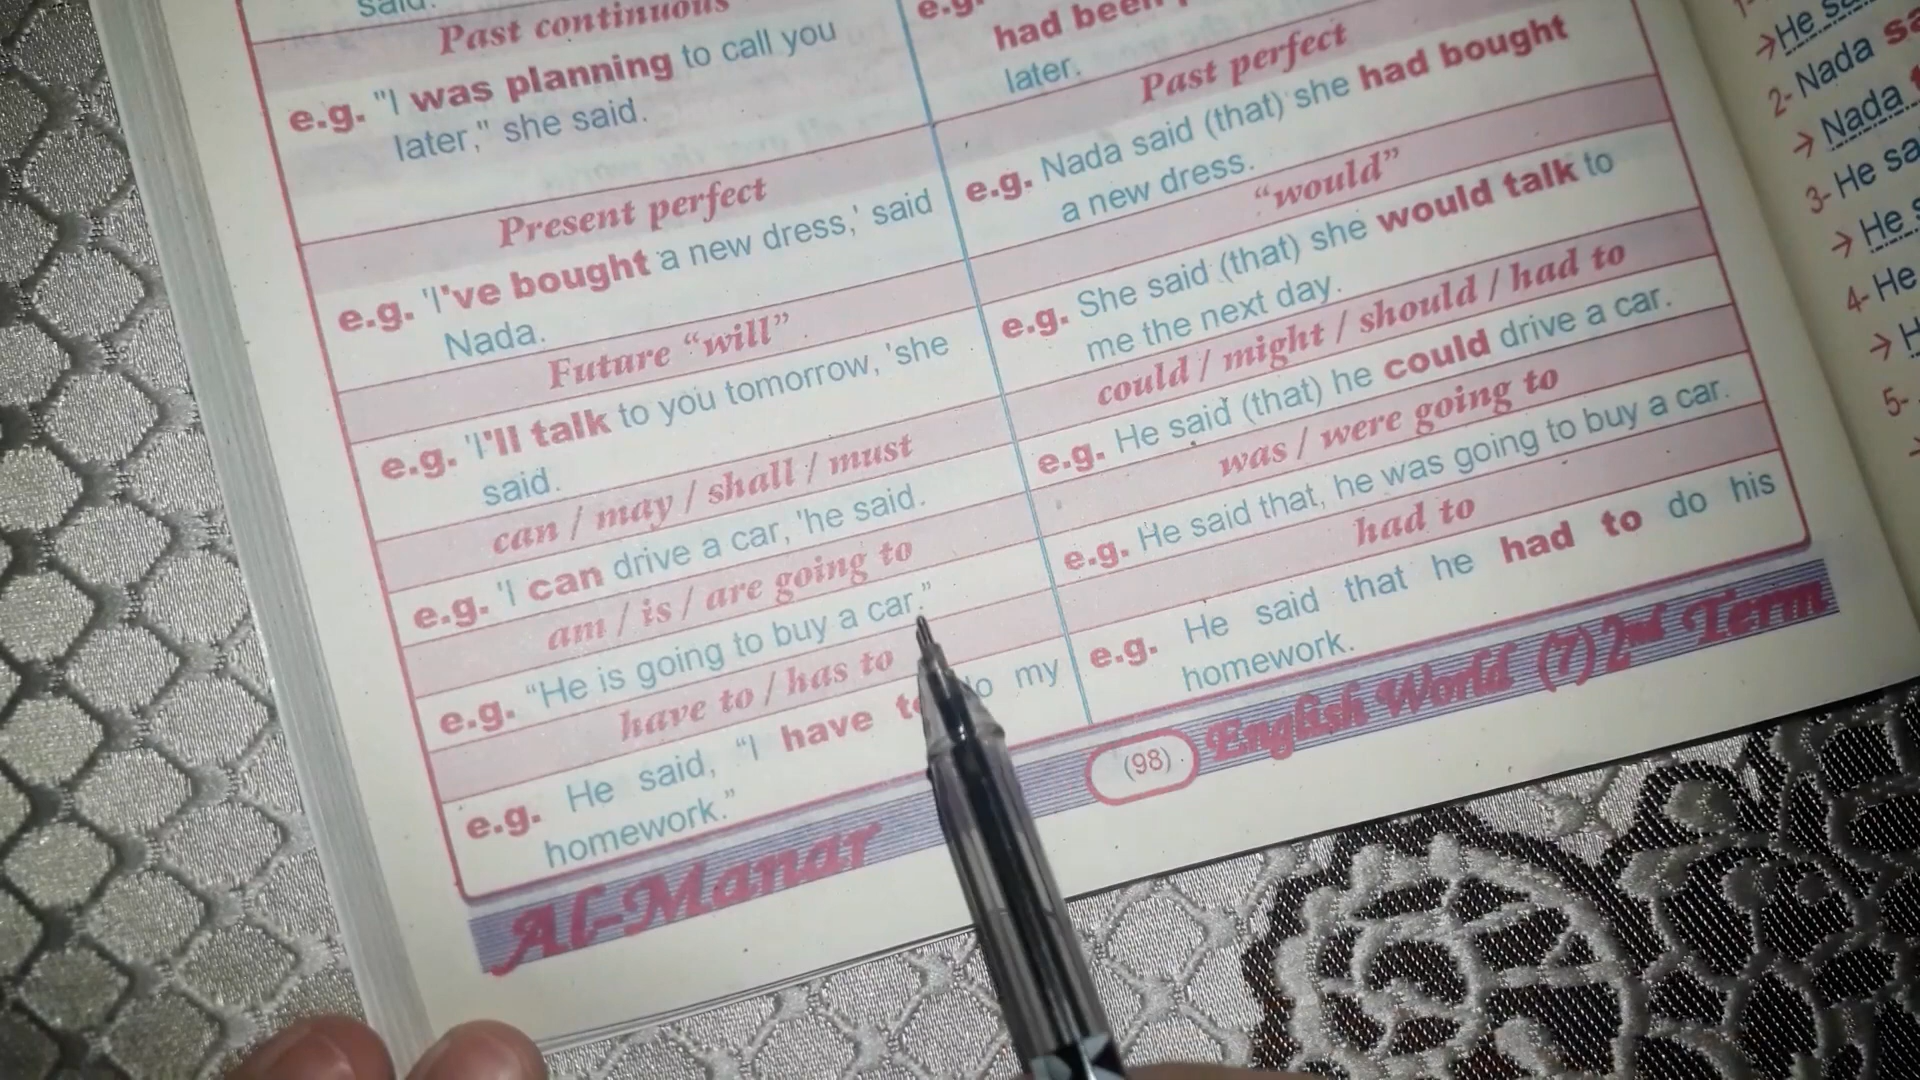 said.
Past continuous
e.g. "I was planning to call you
later," she said.
Present perfect
e.g. 'I've bought a new dress,' said
Nada.
Future “will”
e.g. 'I'll talk to you tomorrow, 'she
said.
can / may / shall / must
e.g. 'I can drive a car, 'he said.
am / is / are going to
e.g. “He is going to buy a car.”
have to / has to
e.g. He said, “I have to do my
homework.”
e.g.
had been
later.
Past perfect
e.g. Nada said (that) she had bought
a new dress.
“would”
e.g. She said (that) she would talk to
me the next day.
could / might / should / had to
e.g. He said (that) he could drive a car.
was / were going to
e.g. He said that, he was going to buy a car.
had to
e.g. He said that he had to do his
homework.
Al-Manar
(98)
English World (7) 2nd Term
1-
→He
2- Nada
→ Nada
3- He
→ He
4- He
→
5-